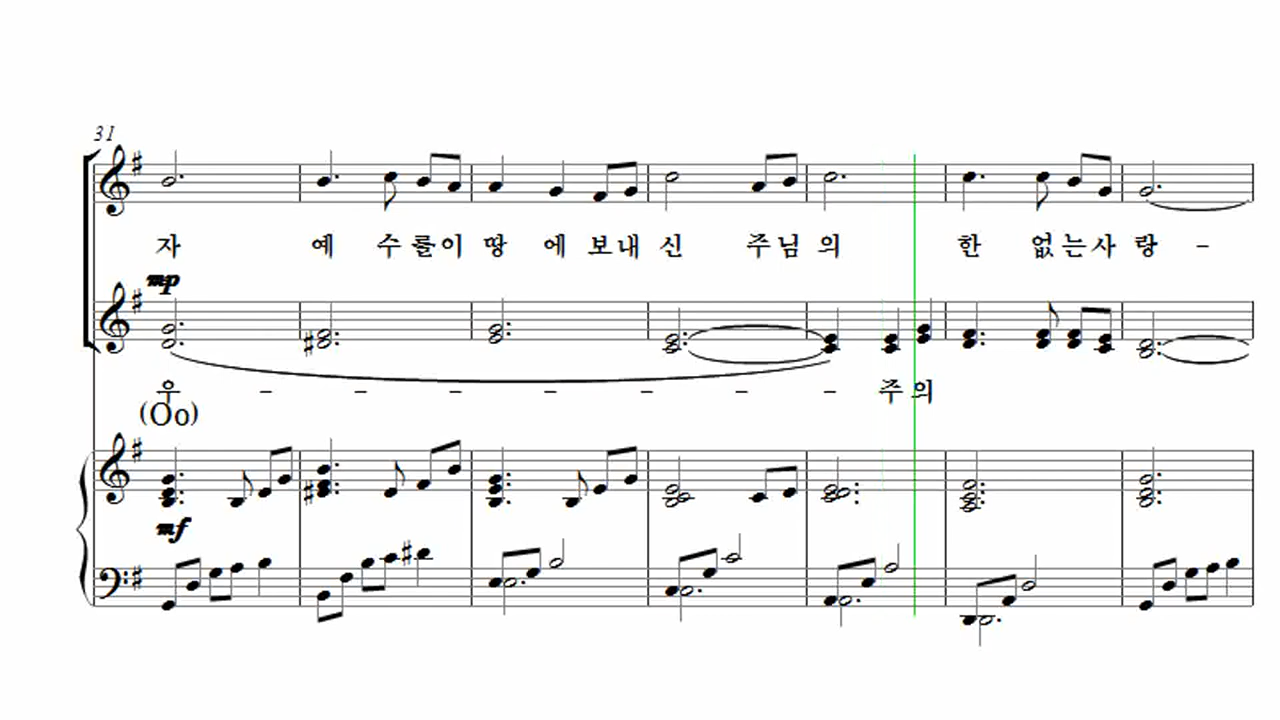 31
자 예 수 를 이 땅 에 보 내 신 주 님 의 한 없 는 사 랑 -
mp
우 - - - - - - - 주 의
(Oo)
mf